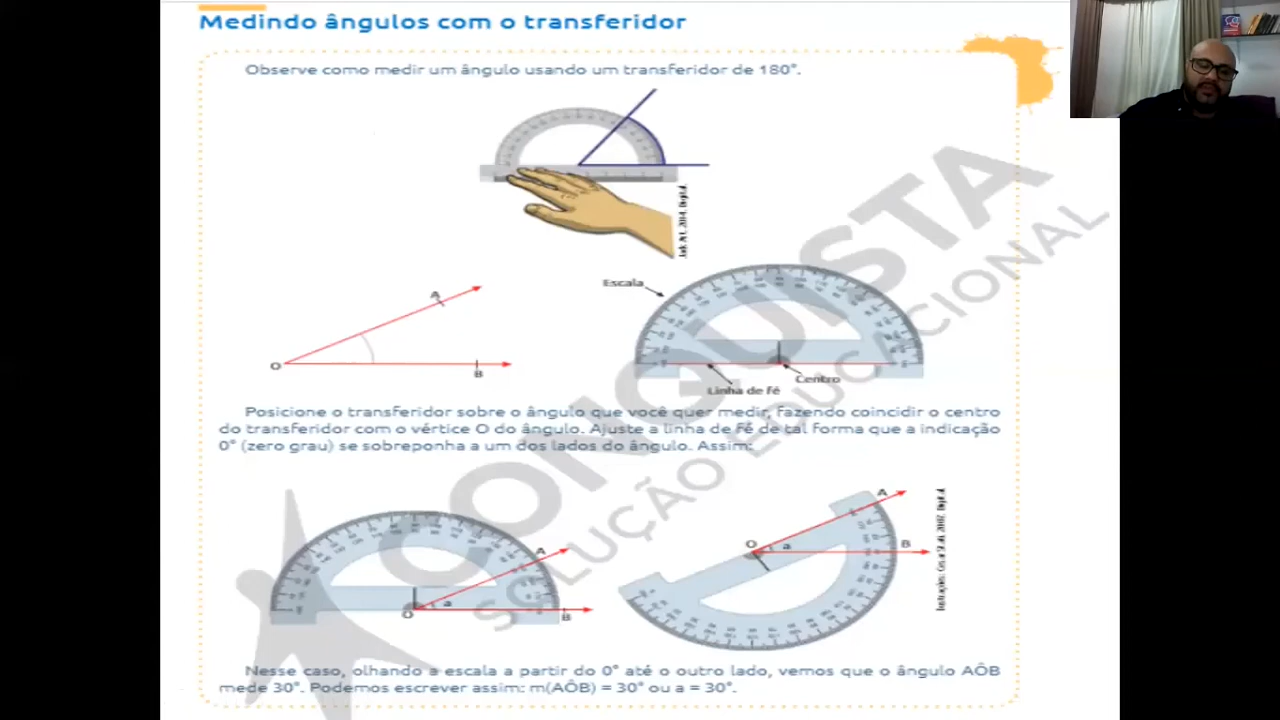 Medindo ângulos com o transferidor
Observe como medir um ângulo usando um transferidor de 180°.
Escala
A
O
B
Centro
Linha de fé
Posicione o transferidor sobre o ângulo que você quer medir, fazendo coincidir o centro
do transferidor com o vértice O do ângulo. Ajuste a linha de fé de tal forma que a indicação
0° (zero grau) se sobreponha a um dos lados do ângulo. Assim:
A
a
O
B
A
O
a
B
Nesse caso, olhando a escala a partir do 0° até o outro lado, vemos que o ângulo AÔB
mede 30°. Podemos escrever assim: m(AÔB) = 30° ou a = 30°.
CONQUISTA
SOLUÇÃO EDUCACIONAL